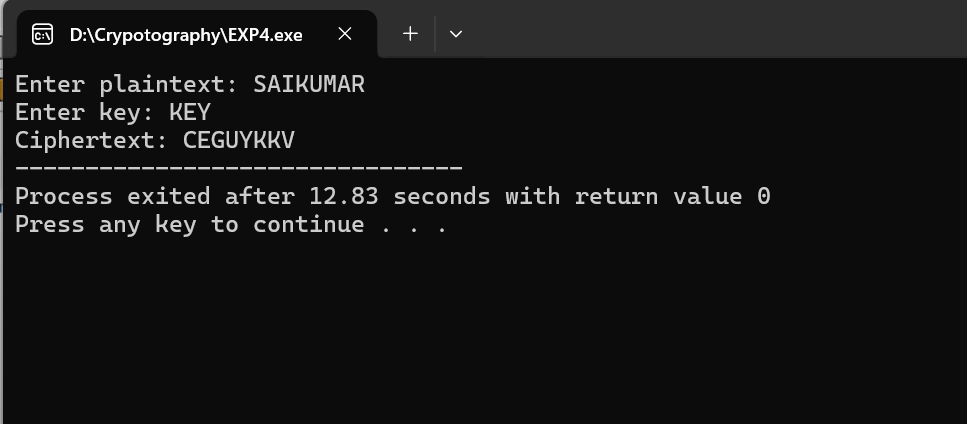 D:\Crypotography\EXP4.exe
Enter plaintext: SAIKUMAR
Enter key: KEY
Ciphertext: CEGUYKKV
--------------------------------
Process exited after 12.83 seconds with return value 0
Press any key to continue . . .